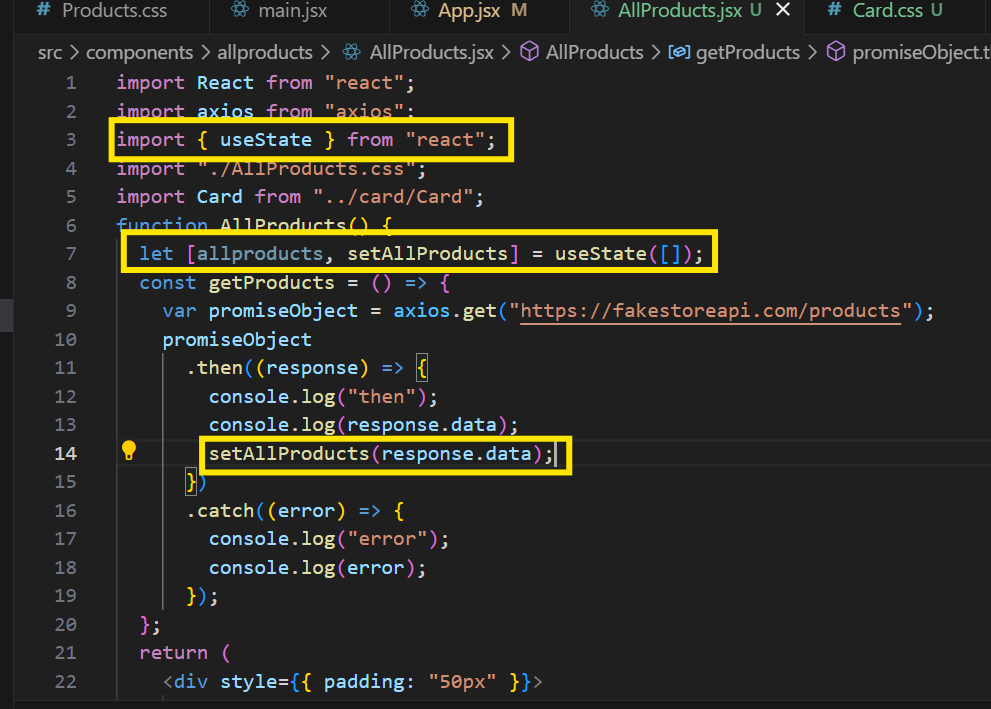 # Products.css main.jsx App.jsx M AllProducts.jsx U # Card.css U
src > components > allproducts > AllProducts.jsx > AllProducts > getProducts > promiseObject.t
1 import React from "react";
2 import axios from "axios";
3 import { useState } from "react";
4 import "./AllProducts.css";
5 import Card from "../card/Card";
6 function AllProducts() {
7 let [allproducts, setAllProducts] = useState([]);
8 const getProducts = () => {
9 var promiseObject = axios.get("https://fakestoreapi.com/products");
10 promiseObject
11 .then((response) => {
12 console.log("then");
13 console.log(response.data);
14 setAllProducts(response.data);
15 })
16 .catch((error) => {
17 console.log("error");
18 console.log(error);
19 });
20 };
21 return (
22 <div style={{ padding: "50px" }}>